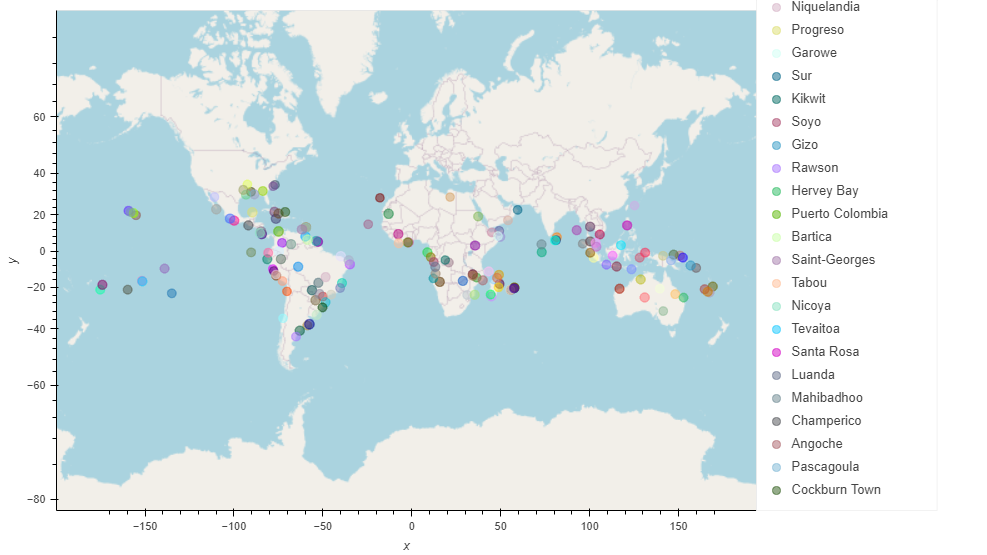 60
40
20
0
−20
−40
−60
−80
y
−150
−100
−50
0
50
100
150
x
Niquelandia
Progreso
Garowe
Sur
Kikwit
Soyo
Gizo
Rawson
Hervey Bay
Puerto Colombia
Bartica
Saint-Georges
Tabou
Nicoya
Tevaitoa
Santa Rosa
Luanda
Mahibadhoo
Champerico
Angoche
Pascagoula
Cockburn Town